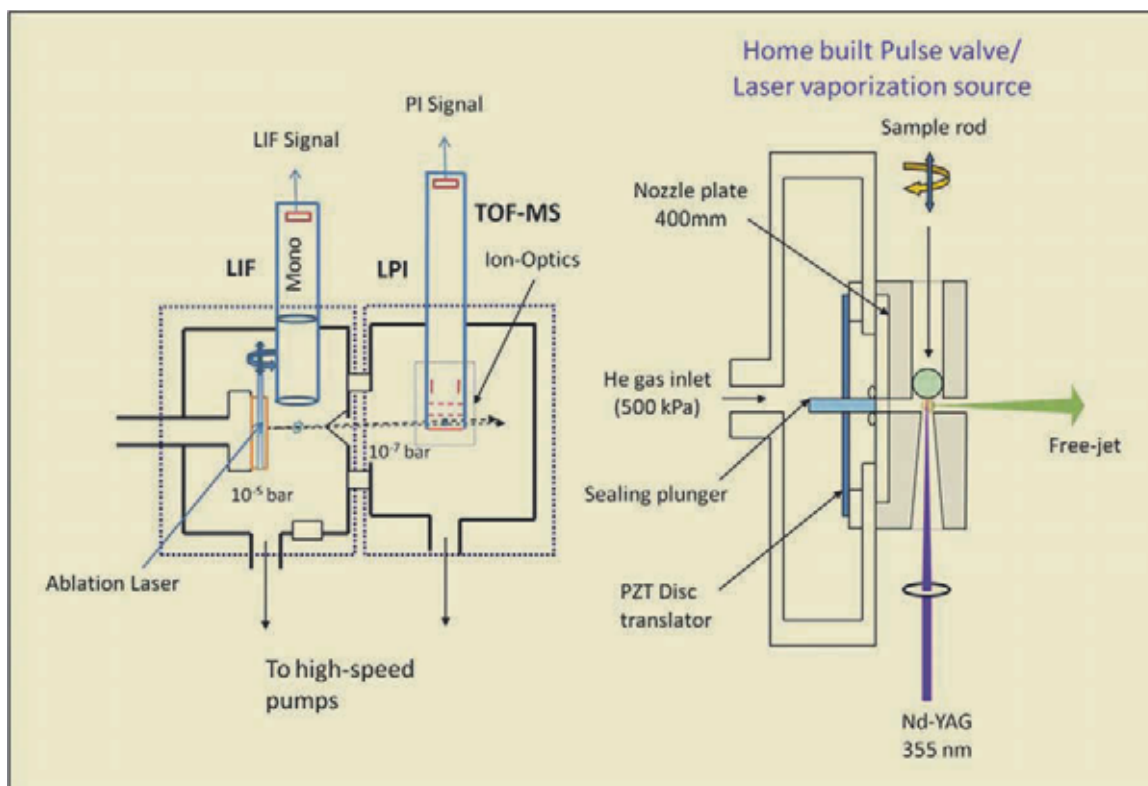 Home built Pulse valve/
Laser vaporization source
PI Signal
LIF Signal
Sample rod
Nozzle plate
400mm
TOF-MS
Ion-Optics
LIF
Mono
LPI
He gas inlet
(500 kPa)
Free-jet
10⁻⁷ bar
10⁻⁵ bar
Sealing plunger
Ablation Laser
PZT Disc
translator
To high-speed
pumps
Nd-YAG
355 nm